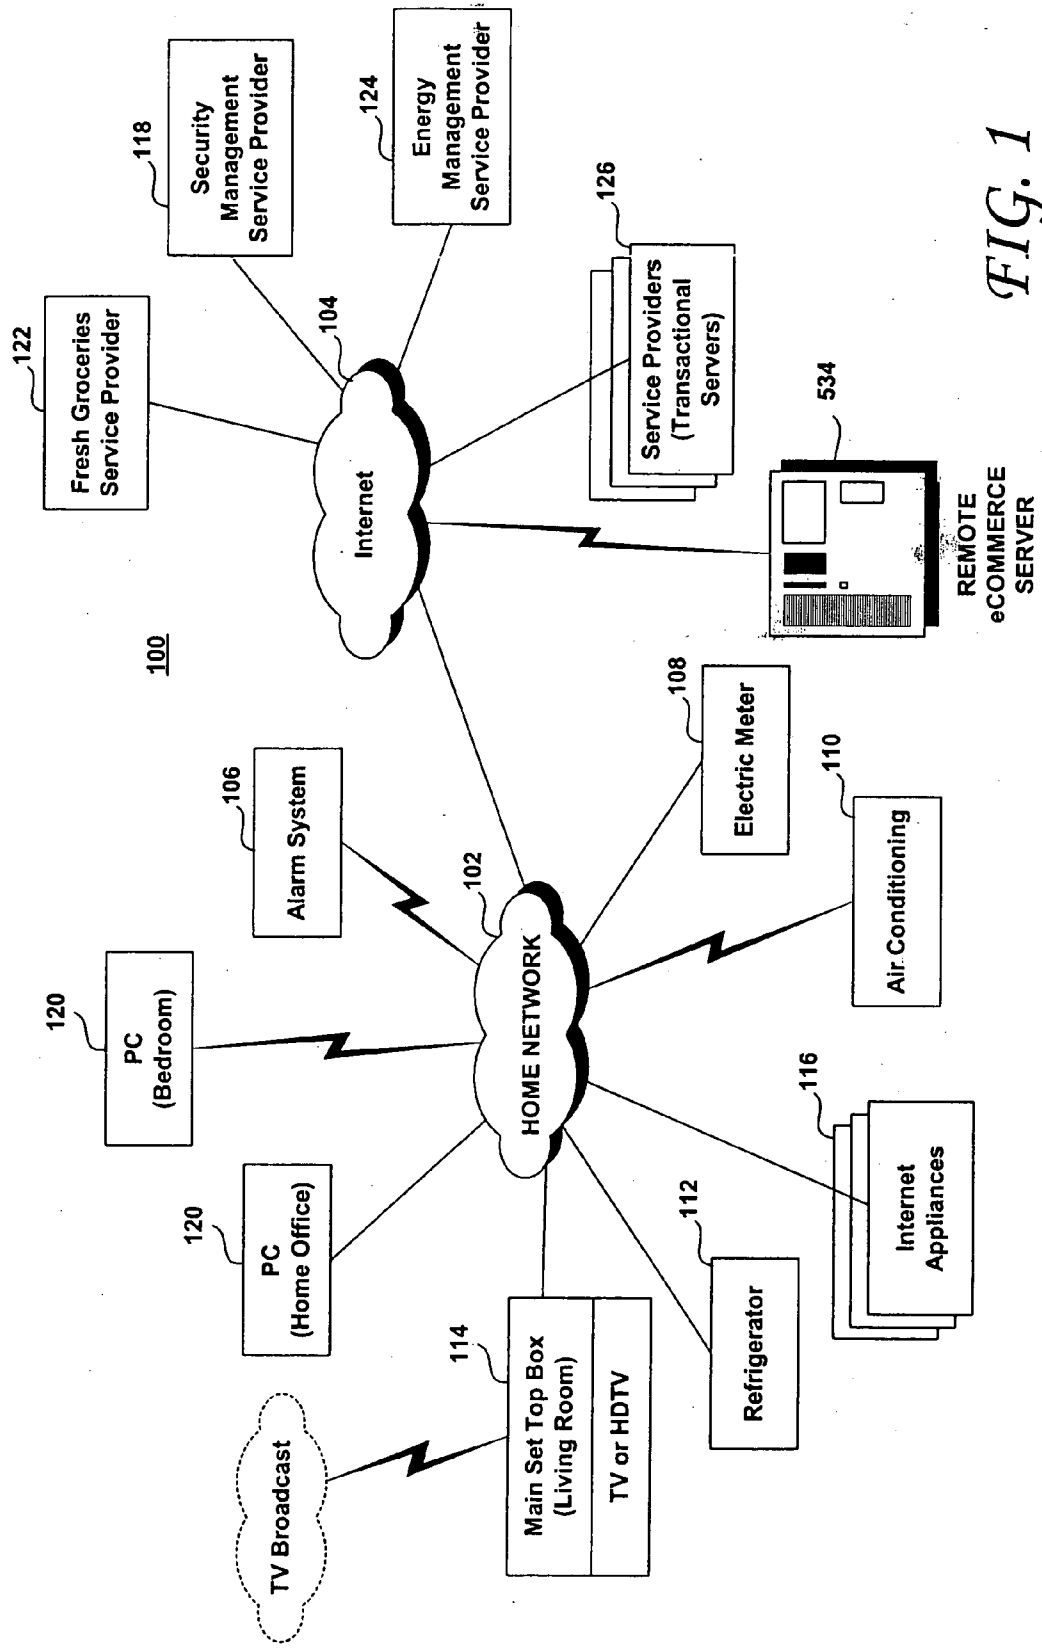 100
122
Fresh Groceries
Service Provider
118
Security
Management
Service Provider
124
Energy
Management
Service Provider
104
Internet
126
Service Providers
(Transactional
Servers)
534
REMOTE
eCOMMERCE
SERVER
120
PC
(Bedroom)
106
Alarm System
120
PC
(Home Office)
102
HOME NETWORK
108
Electric Meter
110
Air Conditioning
116
Internet
Appliances
112
Refrigerator
114
Main Set Top Box
(Living Room)
TV or HDTV
TV Broadcast
FIG. 1